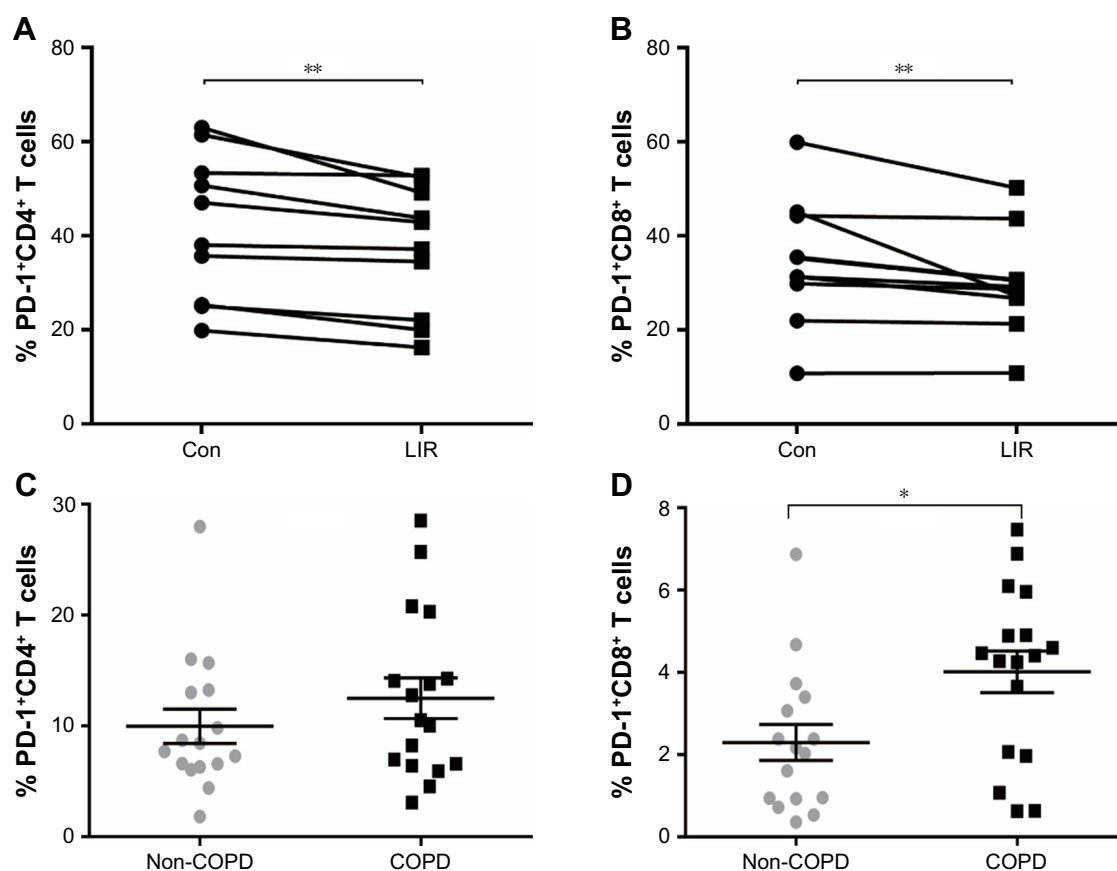 A
% PD-1⁺CD4⁺ T cells
80
60
40
20
0
**
Con
LIR
B
% PD-1⁺CD8⁺ T cells
80
60
40
20
0
**
Con
LIR
C
% PD-1⁺CD4⁺ T cells
30
20
10
0
Non-COPD
COPD
D
% PD-1⁺CD8⁺ T cells
8
6
4
2
0
*
Non-COPD
COPD